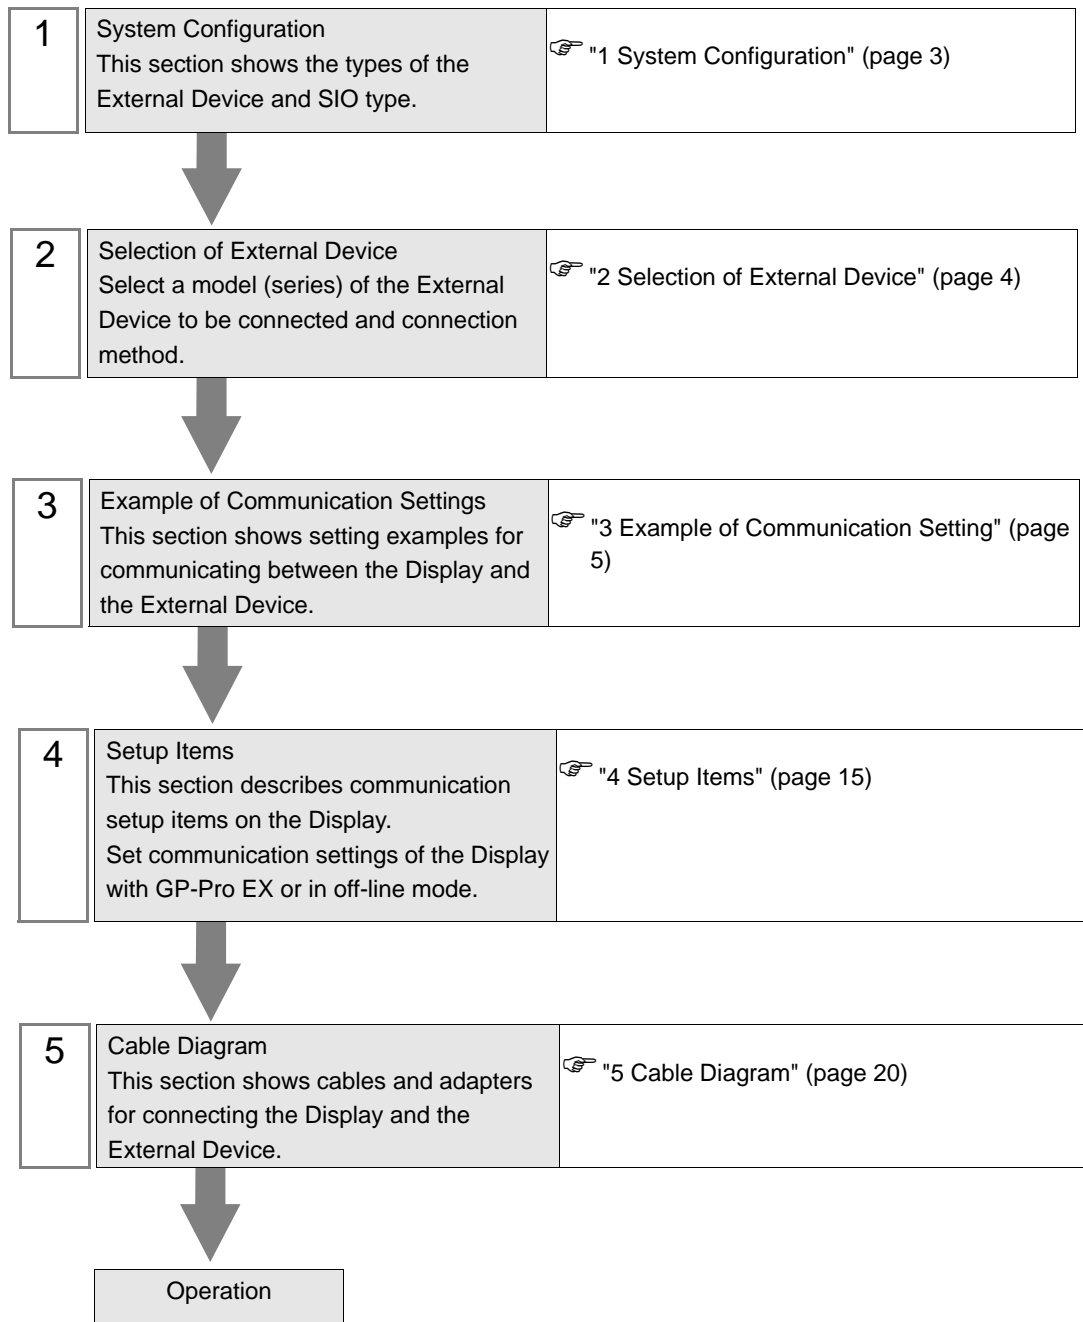 1
System Configuration
This section shows the types of the
External Device and SIO type.
"1 System Configuration" (page 3)
2
Selection of External Device
Select a model (series) of the External
Device to be connected and connection
method.
"2 Selection of External Device" (page 4)
3
Example of Communication Settings
This section shows setting examples for
communicating between the Display and
the External Device.
"3 Example of Communication Setting" (page
5)
4
Setup Items
This section describes communication
setup items on the Display.
Set communication settings of the Display
with GP-Pro EX or in off-line mode.
"4 Setup Items" (page 15)
5
Cable Diagram
This section shows cables and adapters
for connecting the Display and the
External Device.
"5 Cable Diagram" (page 20)
Operation